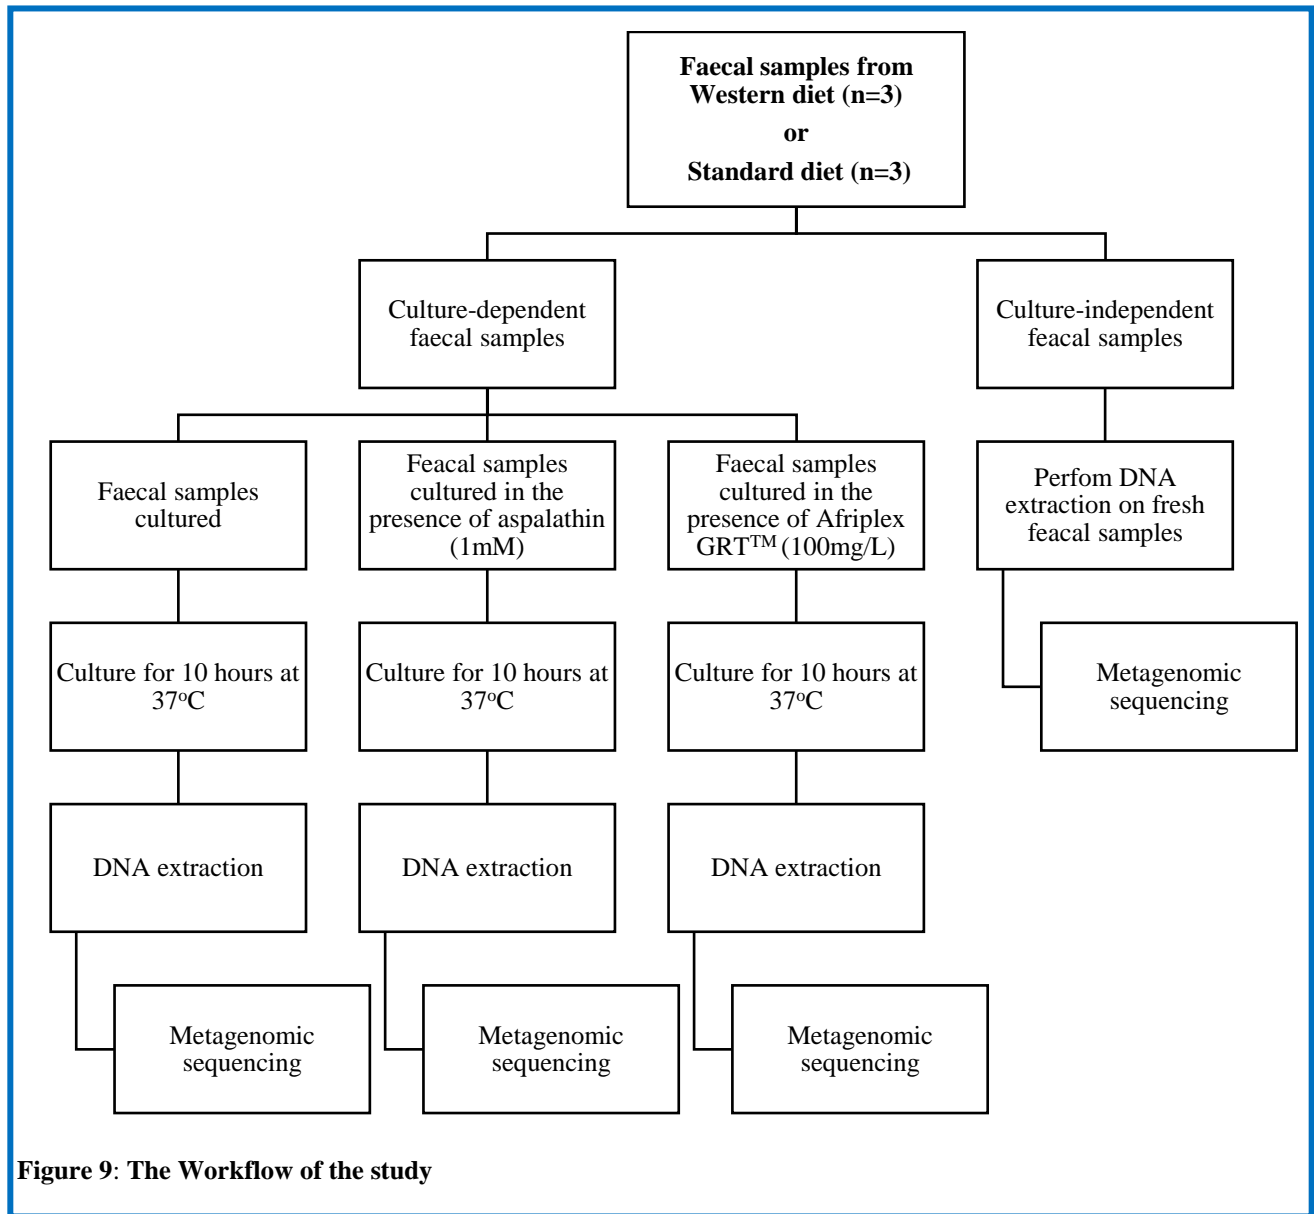 Faecal samples from
Western diet (n=3)
or
Standard diet (n=3)
Culture-dependent
faecal samples
Culture-independent
feacal samples
Faecal samples
cultured
Feacal samples
cultured in the
presence of aspalathin
(1mM)
Faecal samples
cultured in the
presence of Afriplex
GRT™ (100mg/L)
Perfom DNA
extraction on fresh
feacal samples
Culture for 10 hours at
37°C
Culture for 10 hours at
37°C
Culture for 10 hours at
37°C
Metagenomic
sequencing
DNA extraction
DNA extraction
DNA extraction
Metagenomic
sequencing
Metagenomic
sequencing
Metagenomic
sequencing
Figure 9: The Workflow of the study